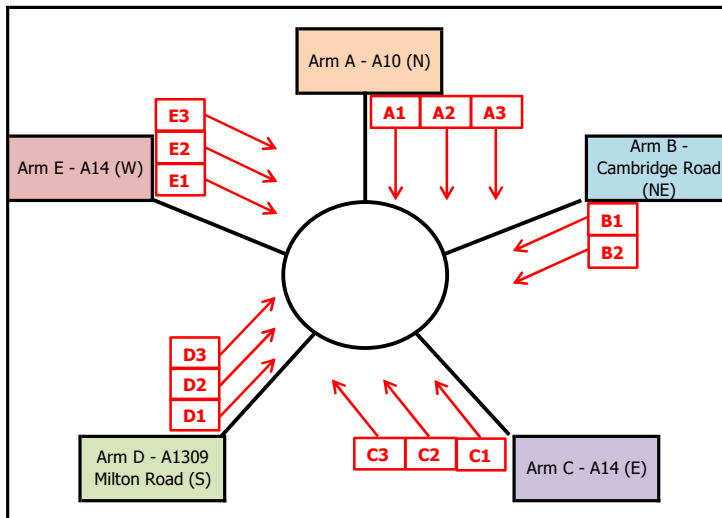 Arm A - A10 (N)
A1 A2 A3
E3
E2
E1
Arm E - A14 (W)
Arm B -
Cambridge Road
(NE)
B1
B2
D3
D2
D1
C3 C2 C1
Arm D - A1309
Milton Road (S)
Arm C - A14 (E)